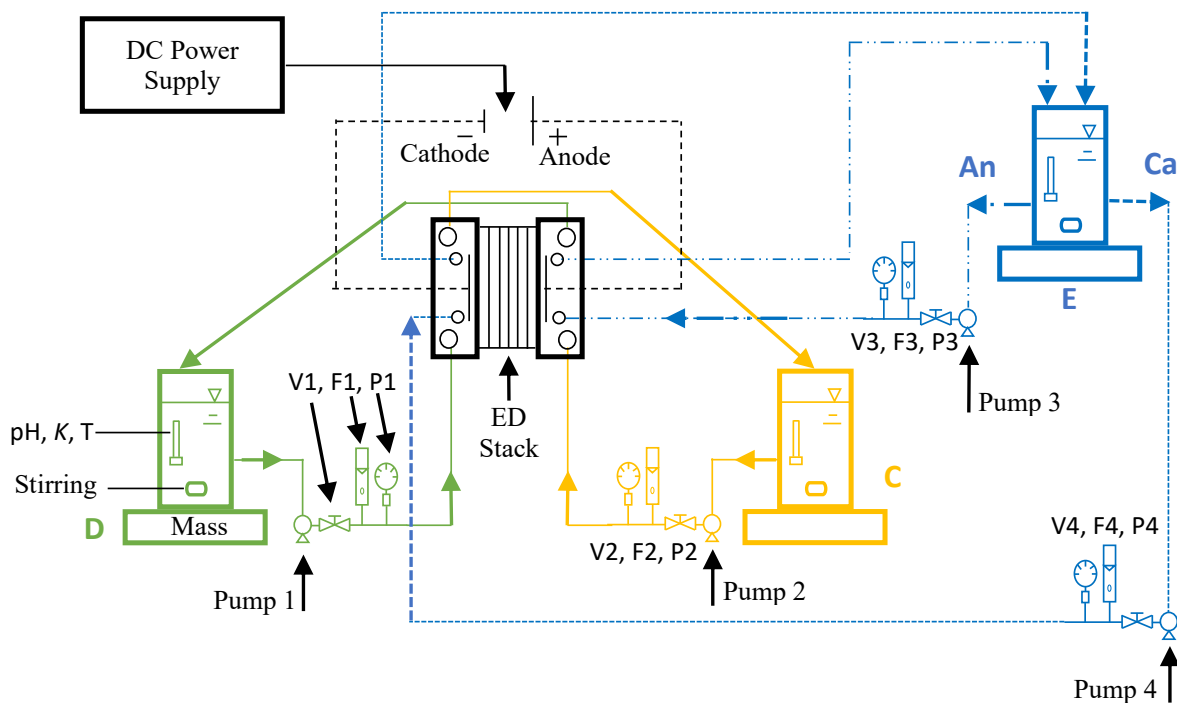 DC Power
Supply
−
+
Cathode
Anode
An
Ca
E
V3, F3, P3
Pump 3
V1, F1, P1
ED
Stack
pH, K, T
Stirring
D
Mass
C
V2, F2, P2
V4, F4, P4
Pump 1
Pump 2
Pump 4